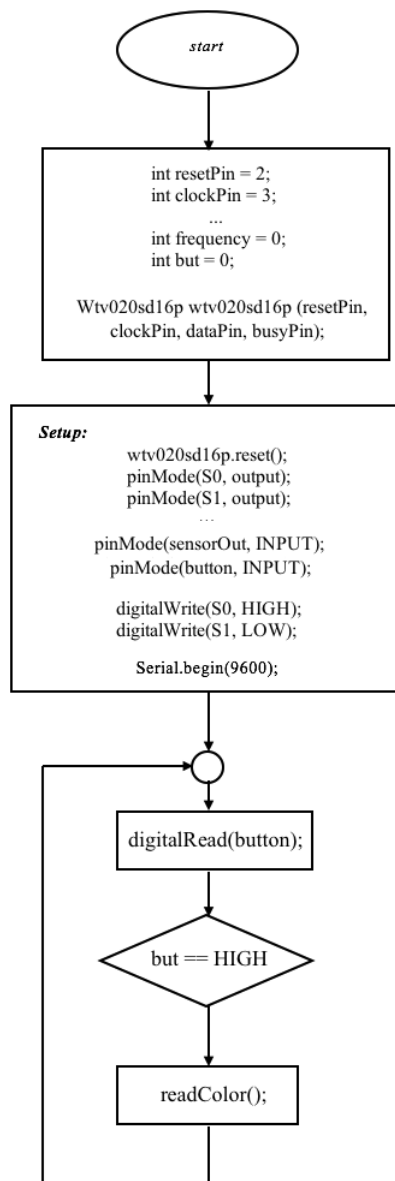 start
int resetPin = 2;
int clockPin = 3;
...
int frequency = 0;
int but = 0;
Wtv020sd16p wtv020sd16p (resetPin,
clockPin, dataPin, busyPin);
Setup:
wtv020sd16p.reset();
pinMode(S0, output);
pinMode(S1, output);
...
pinMode(sensorOut, INPUT);
pinMode(button, INPUT);
digitalWrite(S0, HIGH);
digitalWrite(S1, LOW);
Serial.begin(9600);
digitalRead(button);
but == HIGH
readColor();